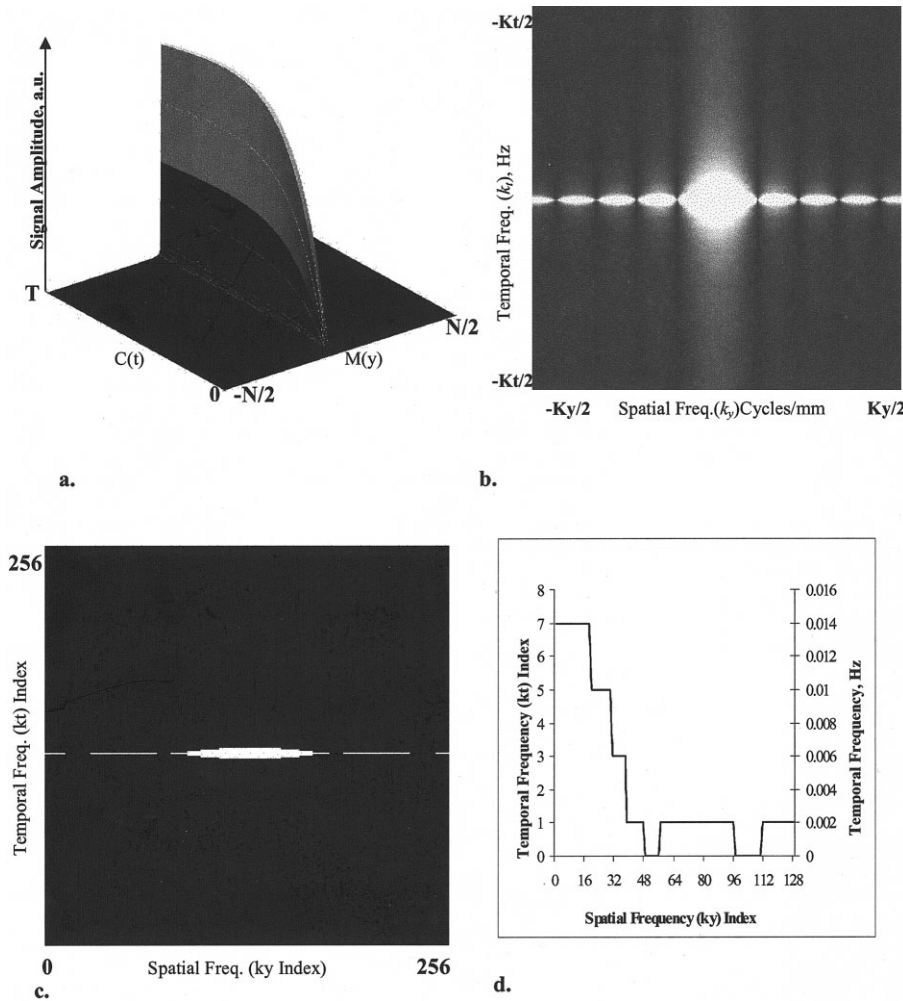 Signal Amplitude, a.u.
T
C(t)
0
-N/2
M(y)
N/2
a.
-Kt/2
Temporal Freq. (kt), Hz
-Kt/2
-Ky/2
Spatial Freq.(ky)Cycles/mm
Ky/2
b.
256
Temporal Freq. (kt) Index
0
Spatial Freq. (ky Index)
256
c.
Temporal Frequency (kt) Index
8
7
6
5
4
3
2
1
0
0.016
0.014
0.012
0.010
0.008
0.006
0.004
0.002
0
Temporal Frequency, Hz
0 16 32 48 64 80 96 112 128
Spatial Frequency (ky) Index
d.